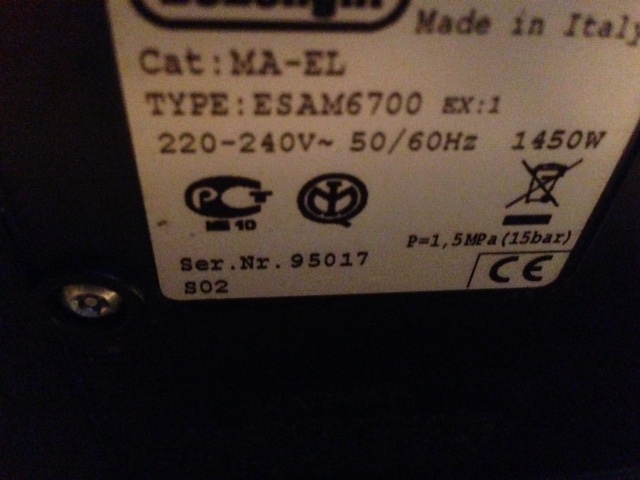 DeLonghi
Made in Italy
Cat:MA-EL
TYPE:ESAM6700 EX:1
220-240V~ 50/60Hz 1450W
P=1,5MPa(15bar)
Ser.Nr.95017
S02
CE